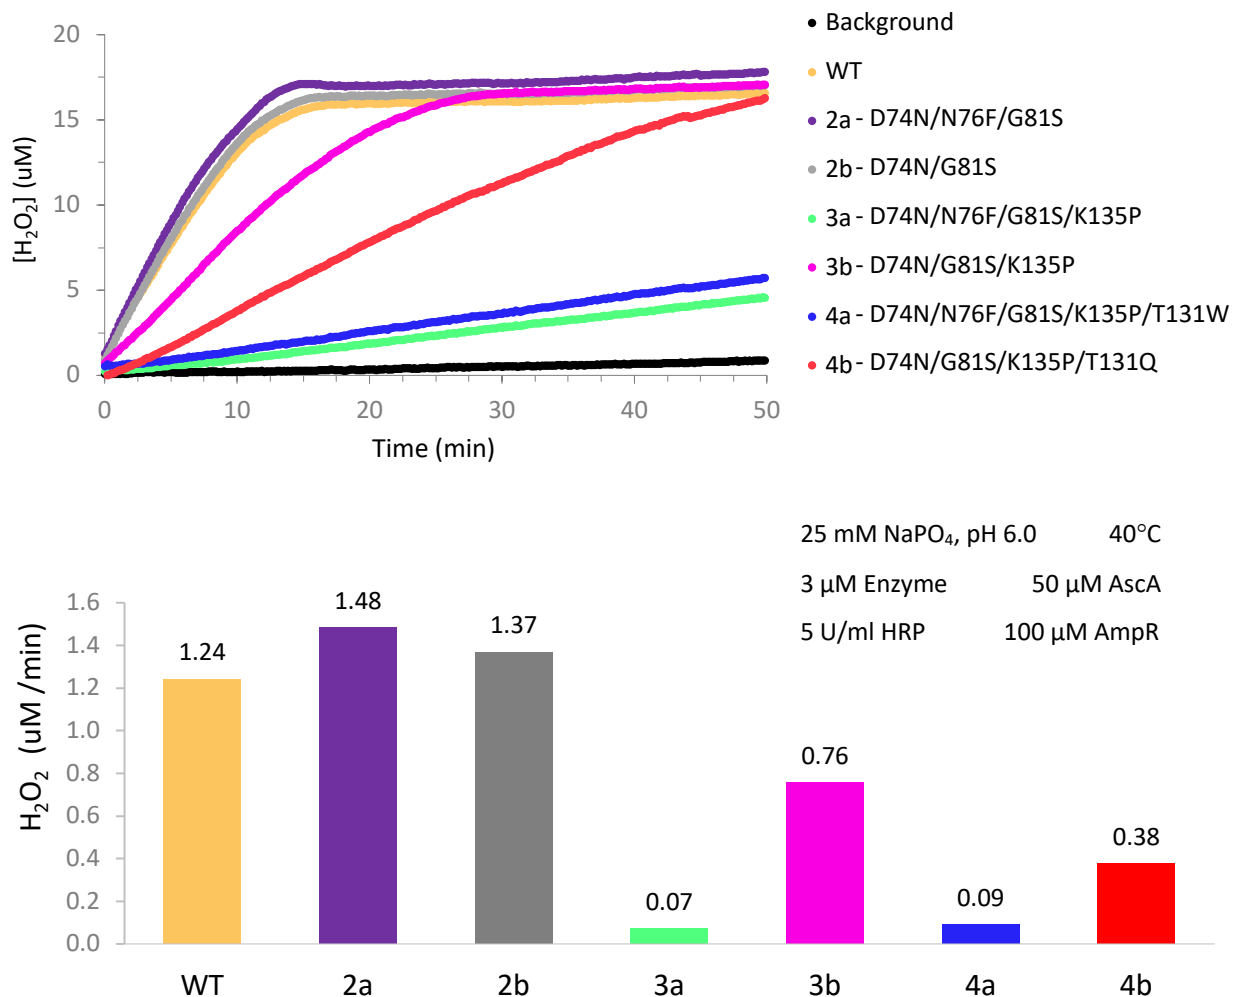 20
15
10
5
0
[H₂O₂] (uM)
0 10 20 30 40 50
Time (min)
Background
WT
2a - D74N/N76F/G81S
2b - D74N/G81S
3a - D74N/N76F/G81S/K135P
3b - D74N/G81S/K135P
4a - D74N/N76F/G81S/K135P/T131W
4b - D74N/G81S/K135P/T131Q
25 mM NaPO₄, pH 6.0 40°C
3 µM Enzyme 50 µM AscA
5 U/ml HRP 100 µM AmpR
H₂O₂ (uM /min)
1.6
1.4
1.2
1.0
0.8
0.6
0.4
0.2
0.0
1.24
1.48
1.37
0.07
0.76
0.09
0.38
WT 2a 2b 3a 3b 4a 4b